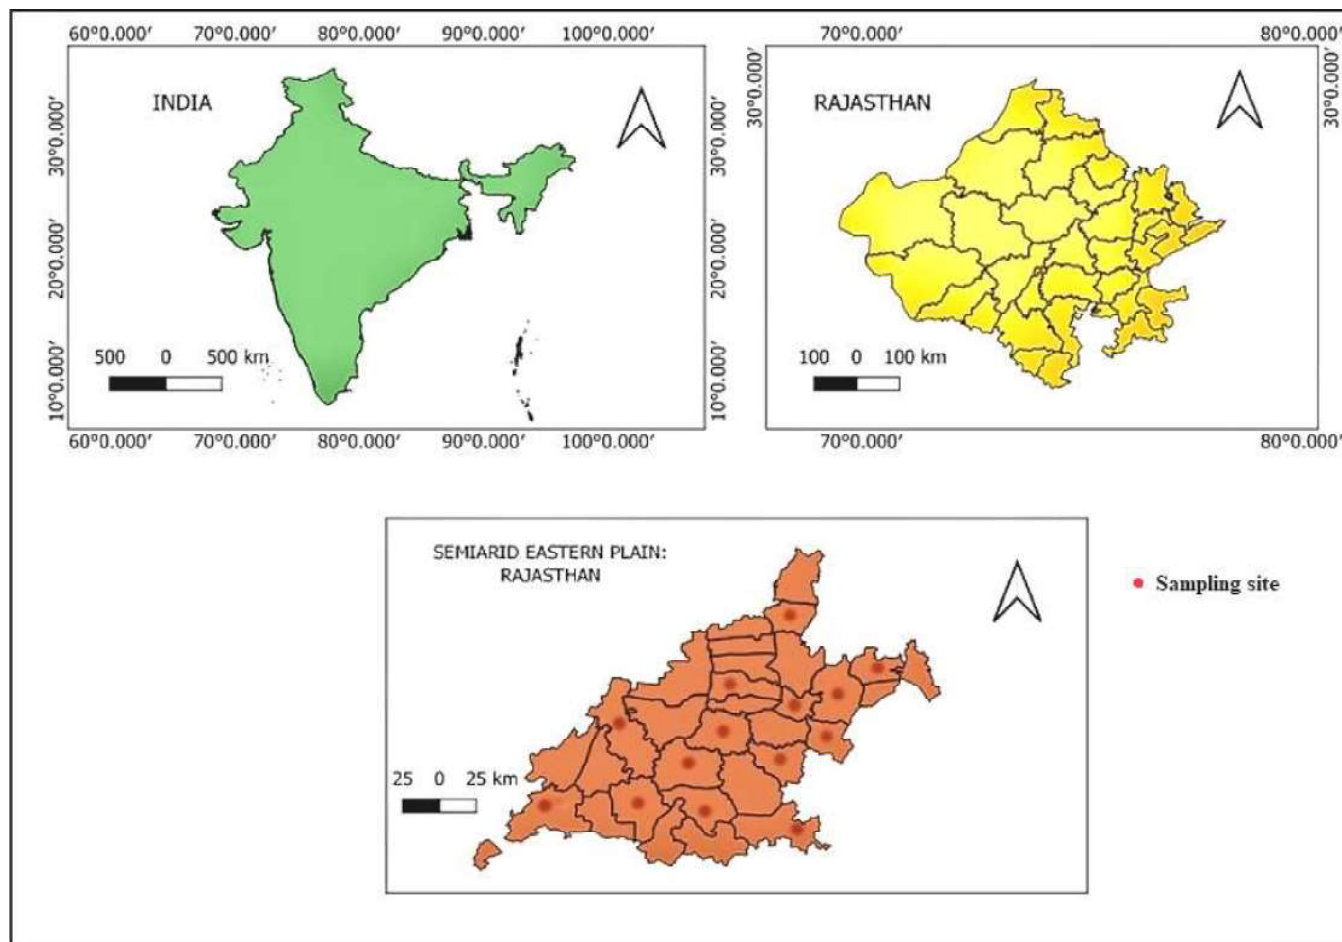 60°0.000′ 70°0.000′ 80°0.000′ 90°0.000′ 100°0.000′
INDIA
30°0.000′
20°0.000′
10°0.000′
30°0.000′
20°0.000′
10°0.000′
500 0 500 km
60°0.000′ 70°0.000′ 80°0.000′ 90°0.000′ 100°0.000′
70°0.000′ 80°0.000′
30°0.000′
30°0.000′
RAJASTHAN
100 0 100 km
70°0.000′ 80°0.000′
SEMIARID EASTERN PLAIN:
RAJASTHAN
25 0 25 km
Sampling site